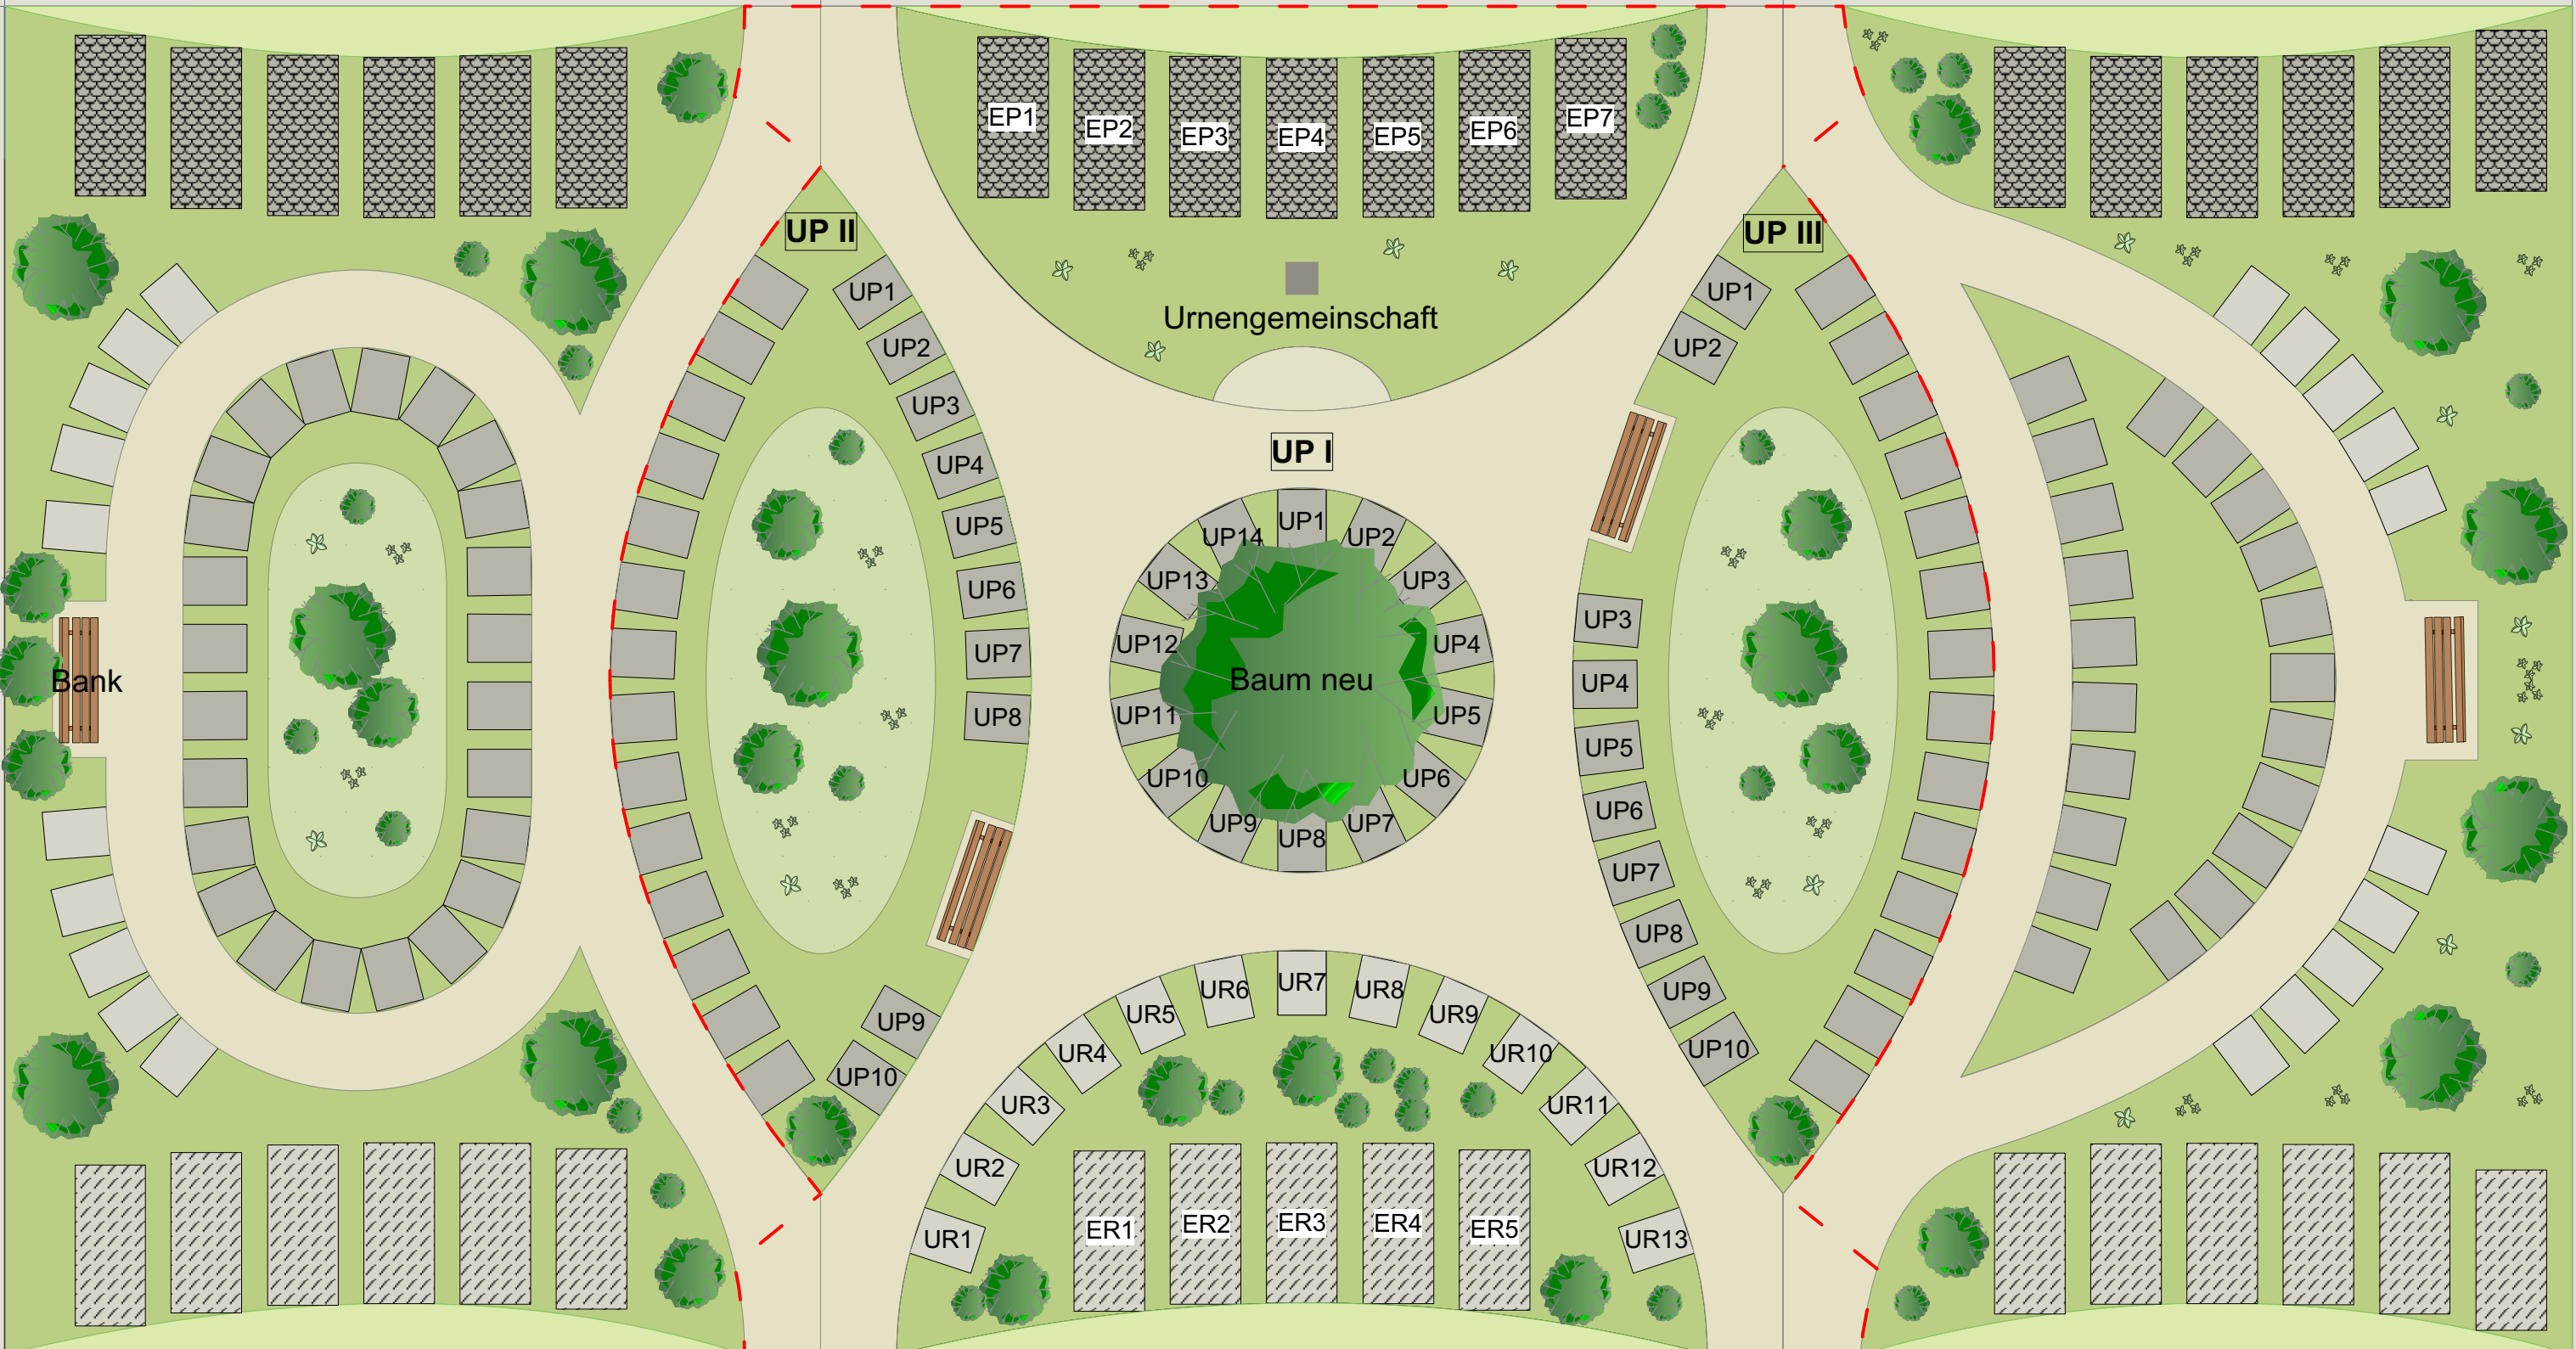 EP1
EP2
EP3
EP4
EP5
EP6
EP7
Urnengemeinschaft
UP II
UP1
UP2
UP3
UP4
UP5
UP6
UP7
UP8
UP9
UP10
UP III
UP1
UP2
UP3
UP4
UP5
UP6
UP7
UP8
UP9
UP10
UP I
UP1
UP2
UP3
UP4
UP5
UP6
UP7
UP8
UP9
UP10
UP11
UP12
UP13
UP14
Baum neu
Bank
UR1
UR2
UR3
UR4
UR5
UR6
UR7
UR8
UR9
UR10
UR11
UR12
UR13
ER1
ER2
ER3
ER4
ER5